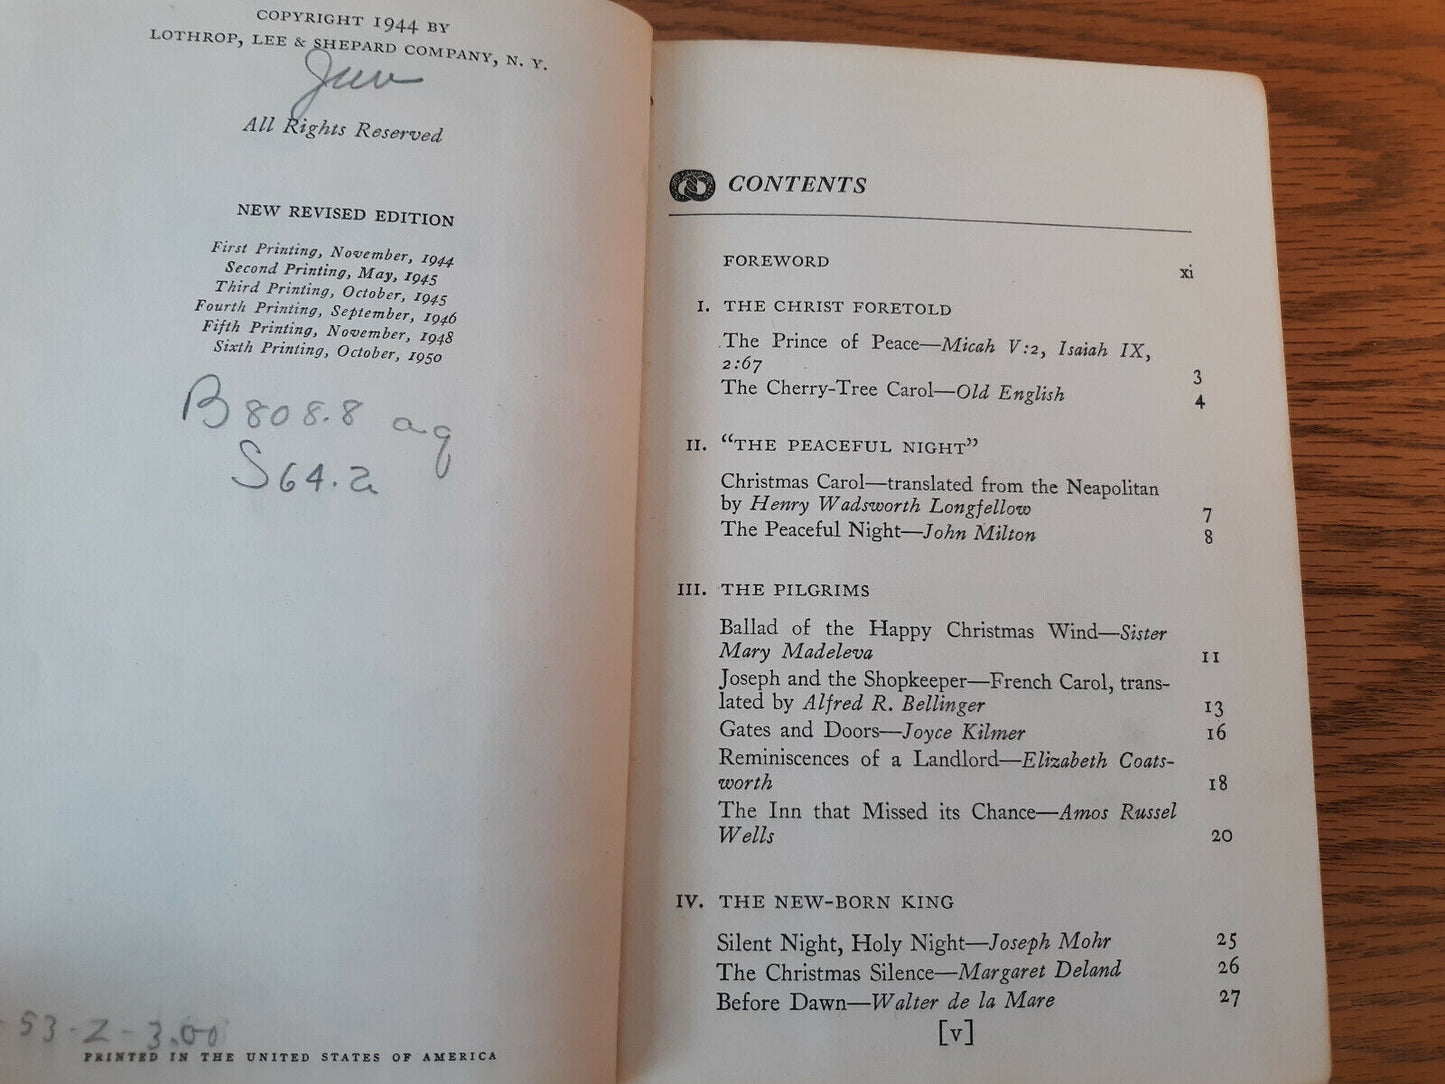 COPYRIGHT 1944 BY
LOTHROP, LEE & SHEPARD COMPANY, N. Y.
Juv
All Rights Reserved
NEW REVISED EDITION
First Printing, November, 1944
Second Printing, May, 1945
Third Printing, October, 1945
Fourth Printing, September, 1946
Fifth Printing, November, 1948
Sixth Printing, October, 1950
B808.8 aq
S64.2
53-2-3.00
PRINTED IN THE UNITED STATES OF AMERICA
CONTENTS
FOREWORD xi
I. THE CHRIST FORETOLD
The Prince of Peace—Micah V:2, Isaiah IX,
2:67 3
The Cherry-Tree Carol—Old English 4
II. “THE PEACEFUL NIGHT”
Christmas Carol—translated from the Neapolitan
by Henry Wadsworth Longfellow 7
The Peaceful Night—John Milton 8
III. THE PILGRIMS
Ballad of the Happy Christmas Wind—Sister
Mary Madeleva 11
Joseph and the Shopkeeper—French Carol, trans-
lated by Alfred R. Bellinger 13
Gates and Doors—Joyce Kilmer 16
Reminiscences of a Landlord—Elizabeth Coats-
worth 18
The Inn that Missed its Chance—Amos Russel
Wells 20
IV. THE NEW-BORN KING
Silent Night, Holy Night—Joseph Mohr 25
The Christmas Silence—Margaret Deland 26
Before Dawn—Walter de la Mare 27
[v]